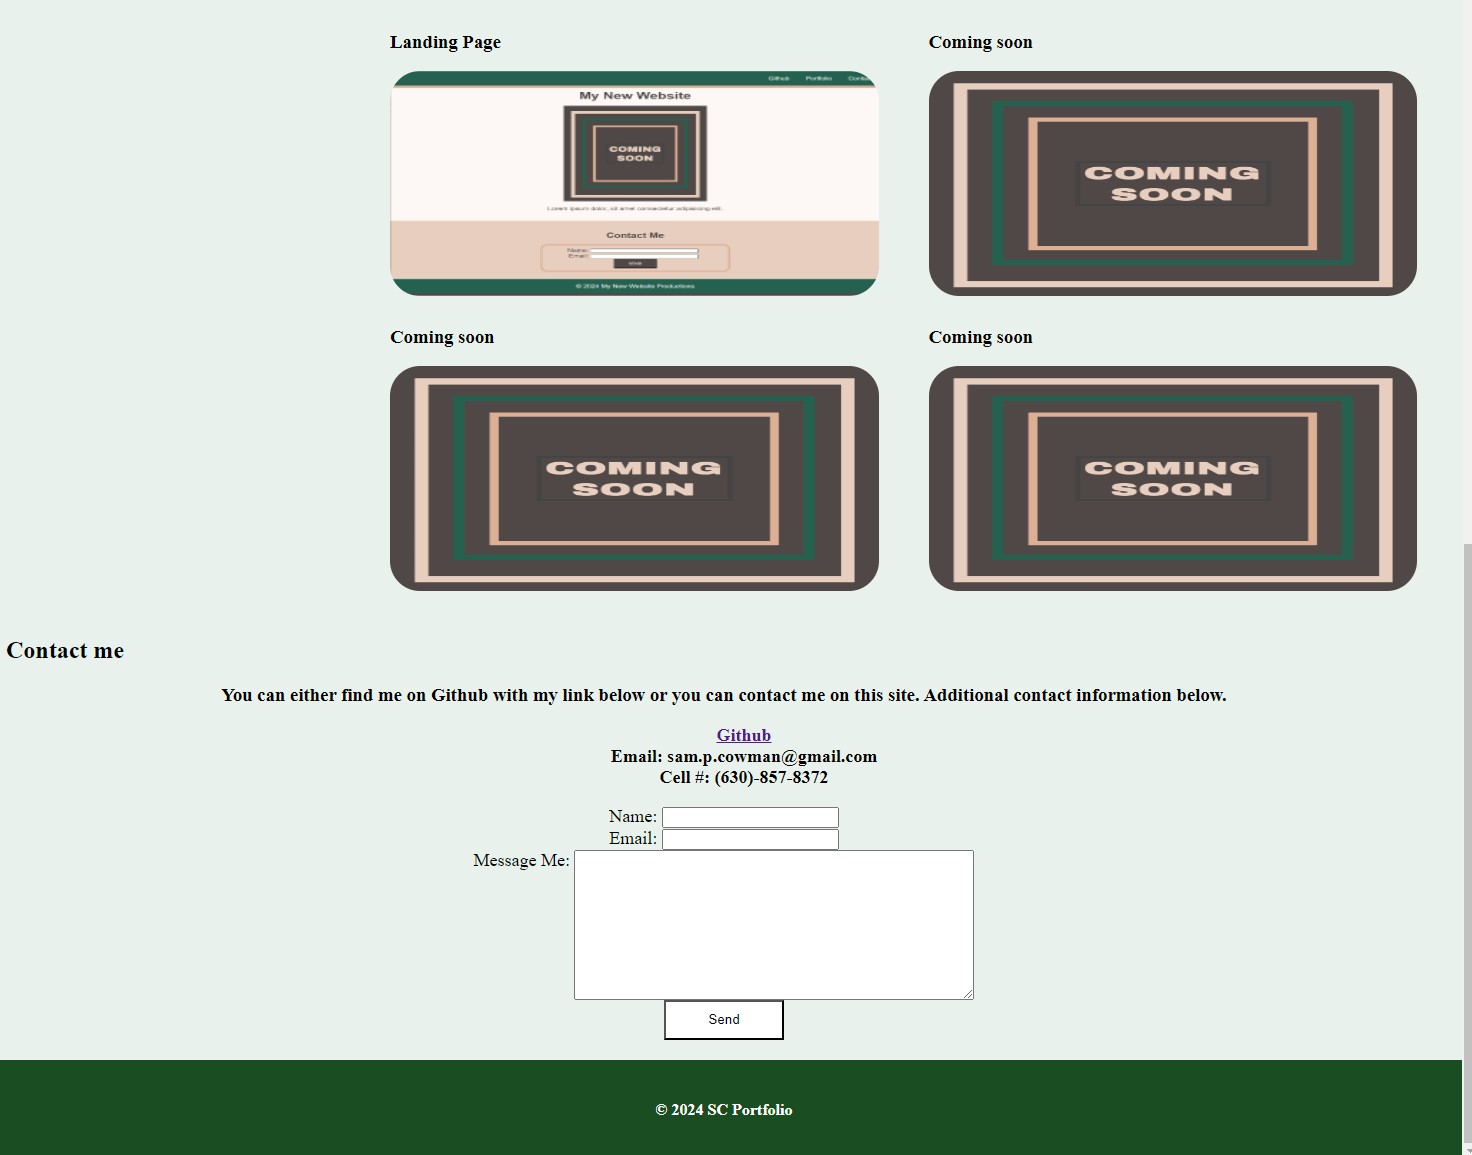 Landing Page
Coming soon
Github Portfolio
My New Website
COMING
SOON
Lorem ipsum dolor, sit amet consectetur adipisicing elit.
Contact Me
Name:
Email:
© 2024 My New Website Productions
COMING
SOON
Coming soon
Coming soon
COMING
SOON
COMING
SOON
Contact me
You can either find me on Github with my link below or you can contact me on this site. Additional contact information below.
Github
Email: sam.p.cowman@gmail.com
Cell #: (630)-857-8372
Name:
Email:
Message Me:
Send
© 2024 SC Portfolio